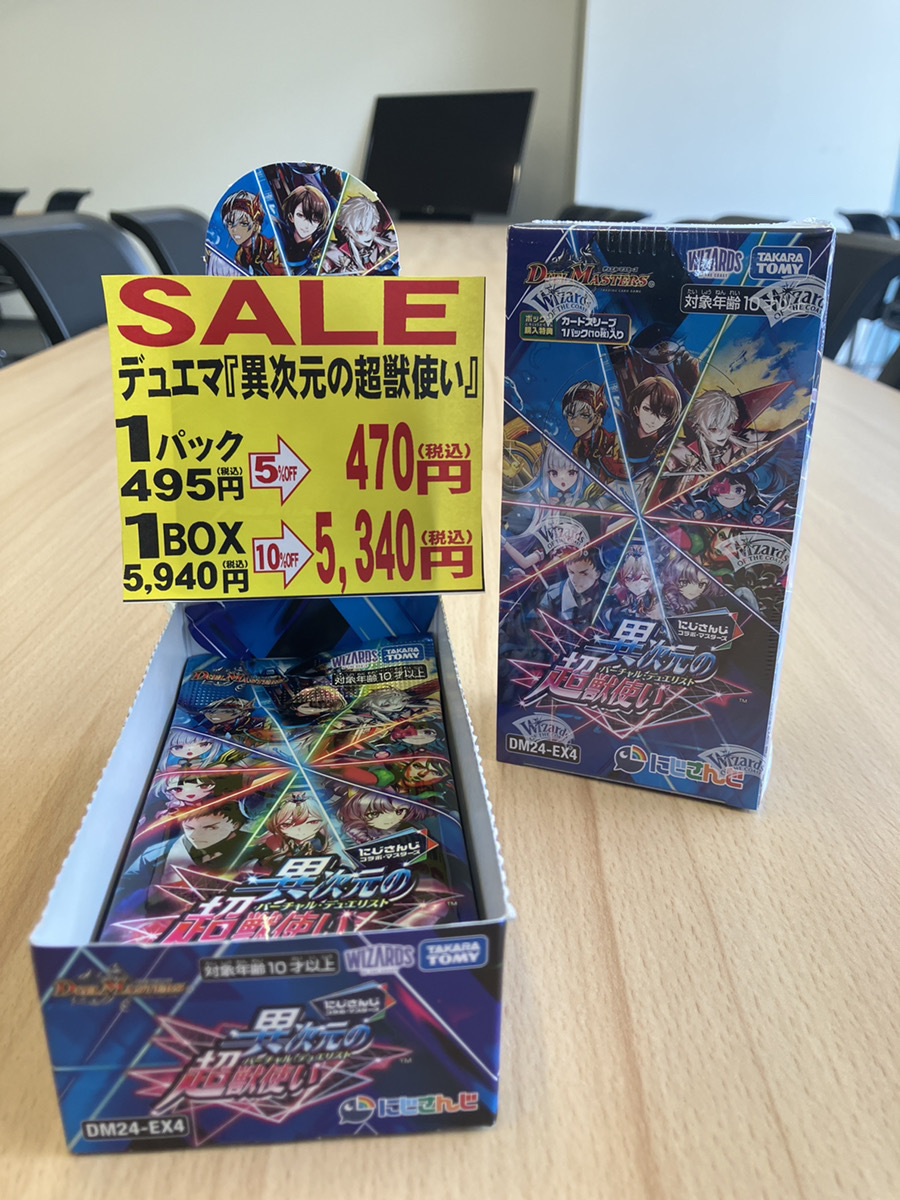 SALE
デュエマ『異次元の超獣使い』
1パック
495円(税込)
5%OFF
470円(税込)
1BOX
5,940円(税込)
10%OFF
5,340円(税込)
DUEL MASTERS
WIZARDS
TAKARA TOMY
対象年齢10
カードスリーブ
1パック(10枚)入り
Wizards
OF THE COAST
にじさんじ
コラボ・マスターズ
異次元の
バーチャル・デュエリスト
超獣使い
TM
DM24-EX4
にじさんじ
DUEL MASTERS
WIZARDS
TAKARA TOMY
対象年齢10才以上
にじさんじ
コラボ・マスターズ
異次元の
バーチャル・デュエリスト
超獣使い
DUEL MASTERS
対象年齢10才以上
WIZARDS
TAKARA TOMY
にじさんじ
コラボ・マスターズ
異次元の
バーチャル・デュエリスト
超獣使い
TM
DM24-EX4
にじさんじ